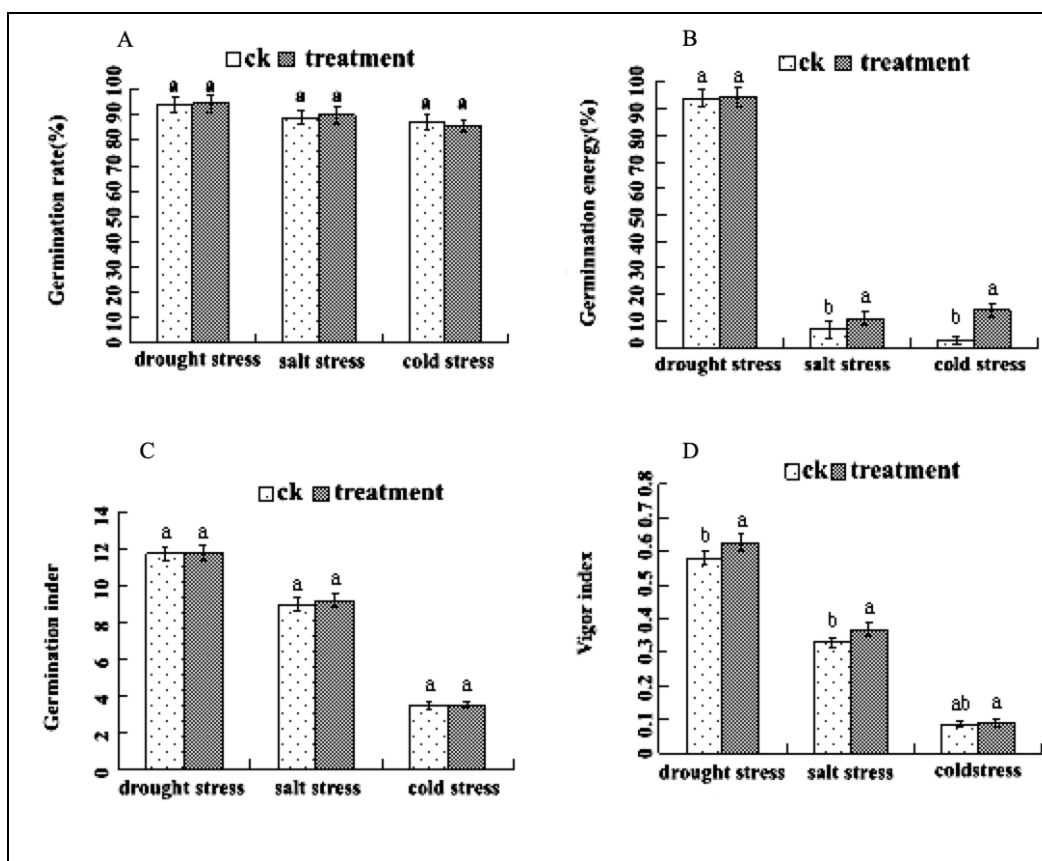 A
ck treatment
Germination rate(%)
0 10 20 30 40 50 60 70 80 90 100
a a a a a a
drought stress salt stress cold stress
B
ck treatment
Germinnation energy(%)
0 10 20 30 40 50 60 70 80 90 100
a a b a b a
drought stress salt stress cold stress
C
ck treatment
Germination inder
0 2 4 6 8 10 12 14
a a a a a a
drought stress salt stress cold stress
D
ck treatment
Vigor index
0 0.1 0.2 0.3 0.4 0.5 0.6 0.7 0.8
b a b a ab a
drought stress salt stress coldstress